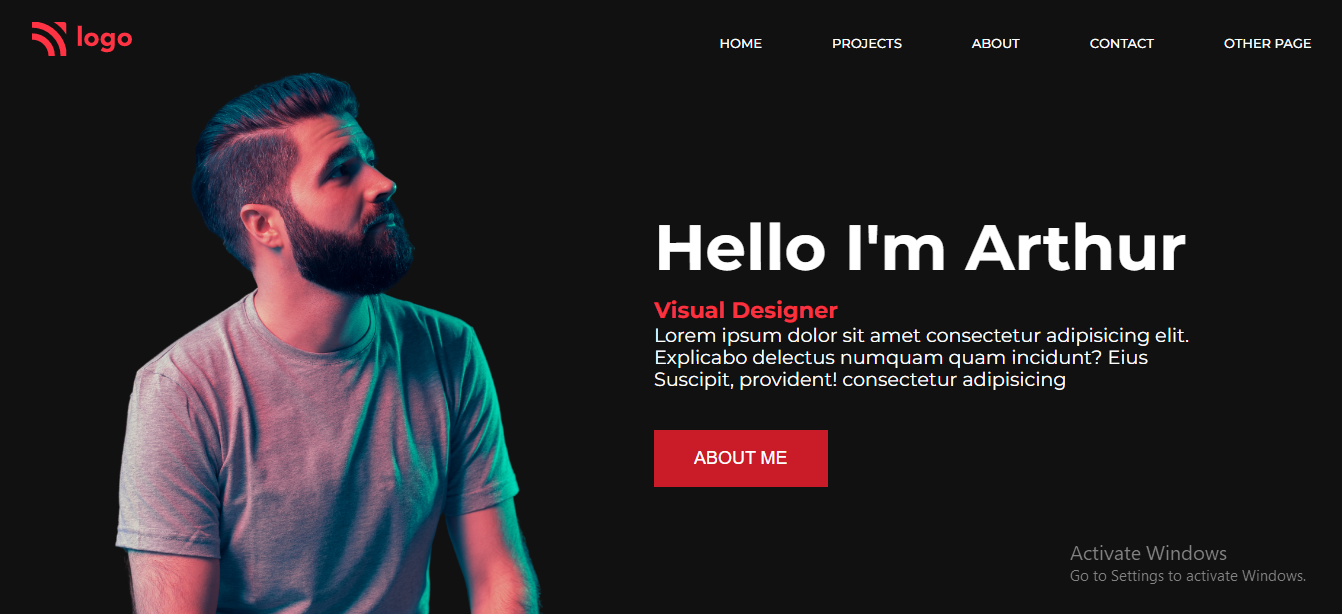 logo
HOME
PROJECTS
ABOUT
CONTACT
OTHER PAGE
Hello I'm Arthur
Visual Designer
Lorem ipsum dolor sit amet consectetur adipisicing elit.
Explicabo delectus numquam quam incidunt? Eius
Suscipit, provident! consectetur adipisicing
ABOUT ME
Activate Windows
Go to Settings to activate Windows.